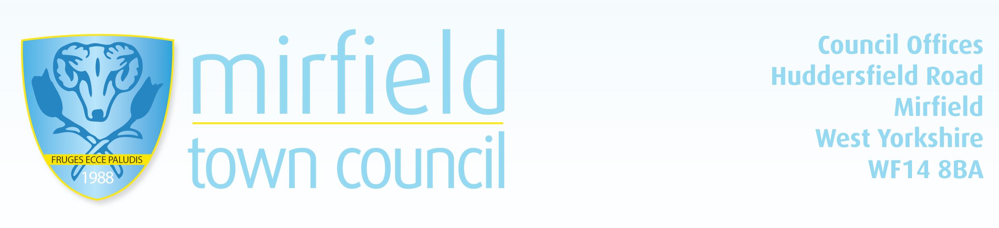 FRUGES ECCE PALUDIS
1988
mirfield
town council
Council Offices
Huddersfield Road
Mirfield
West Yorkshire
WF14 8BA